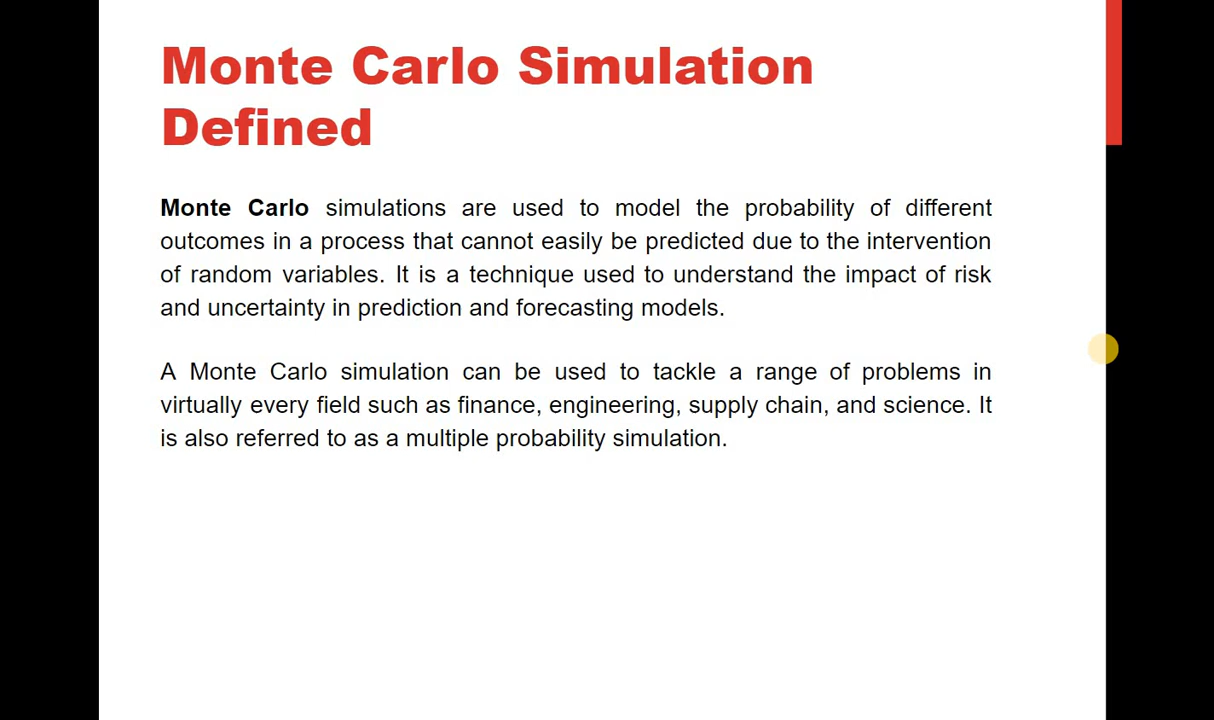 Monte Carlo Simulation
Defined
Monte Carlo simulations are used to model the probability of different
outcomes in a process that cannot easily be predicted due to the intervention
of random variables. It is a technique used to understand the impact of risk
and uncertainty in prediction and forecasting models.
A Monte Carlo simulation can be used to tackle a range of problems in
virtually every field such as finance, engineering, supply chain, and science. It
is also referred to as a multiple probability simulation.